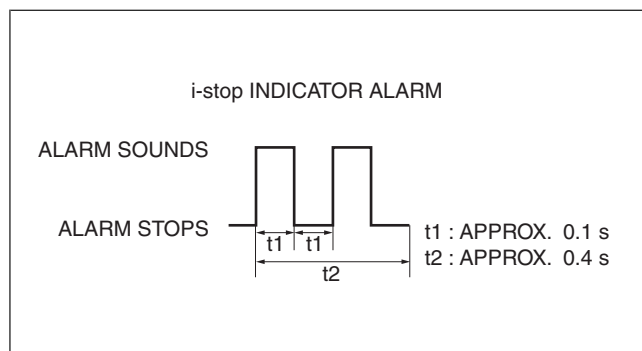 i-stop INDICATOR ALARM
ALARM SOUNDS
ALARM STOPS
t1 t1
t2
t1 : APPROX. 0.1 s
t2 : APPROX. 0.4 s